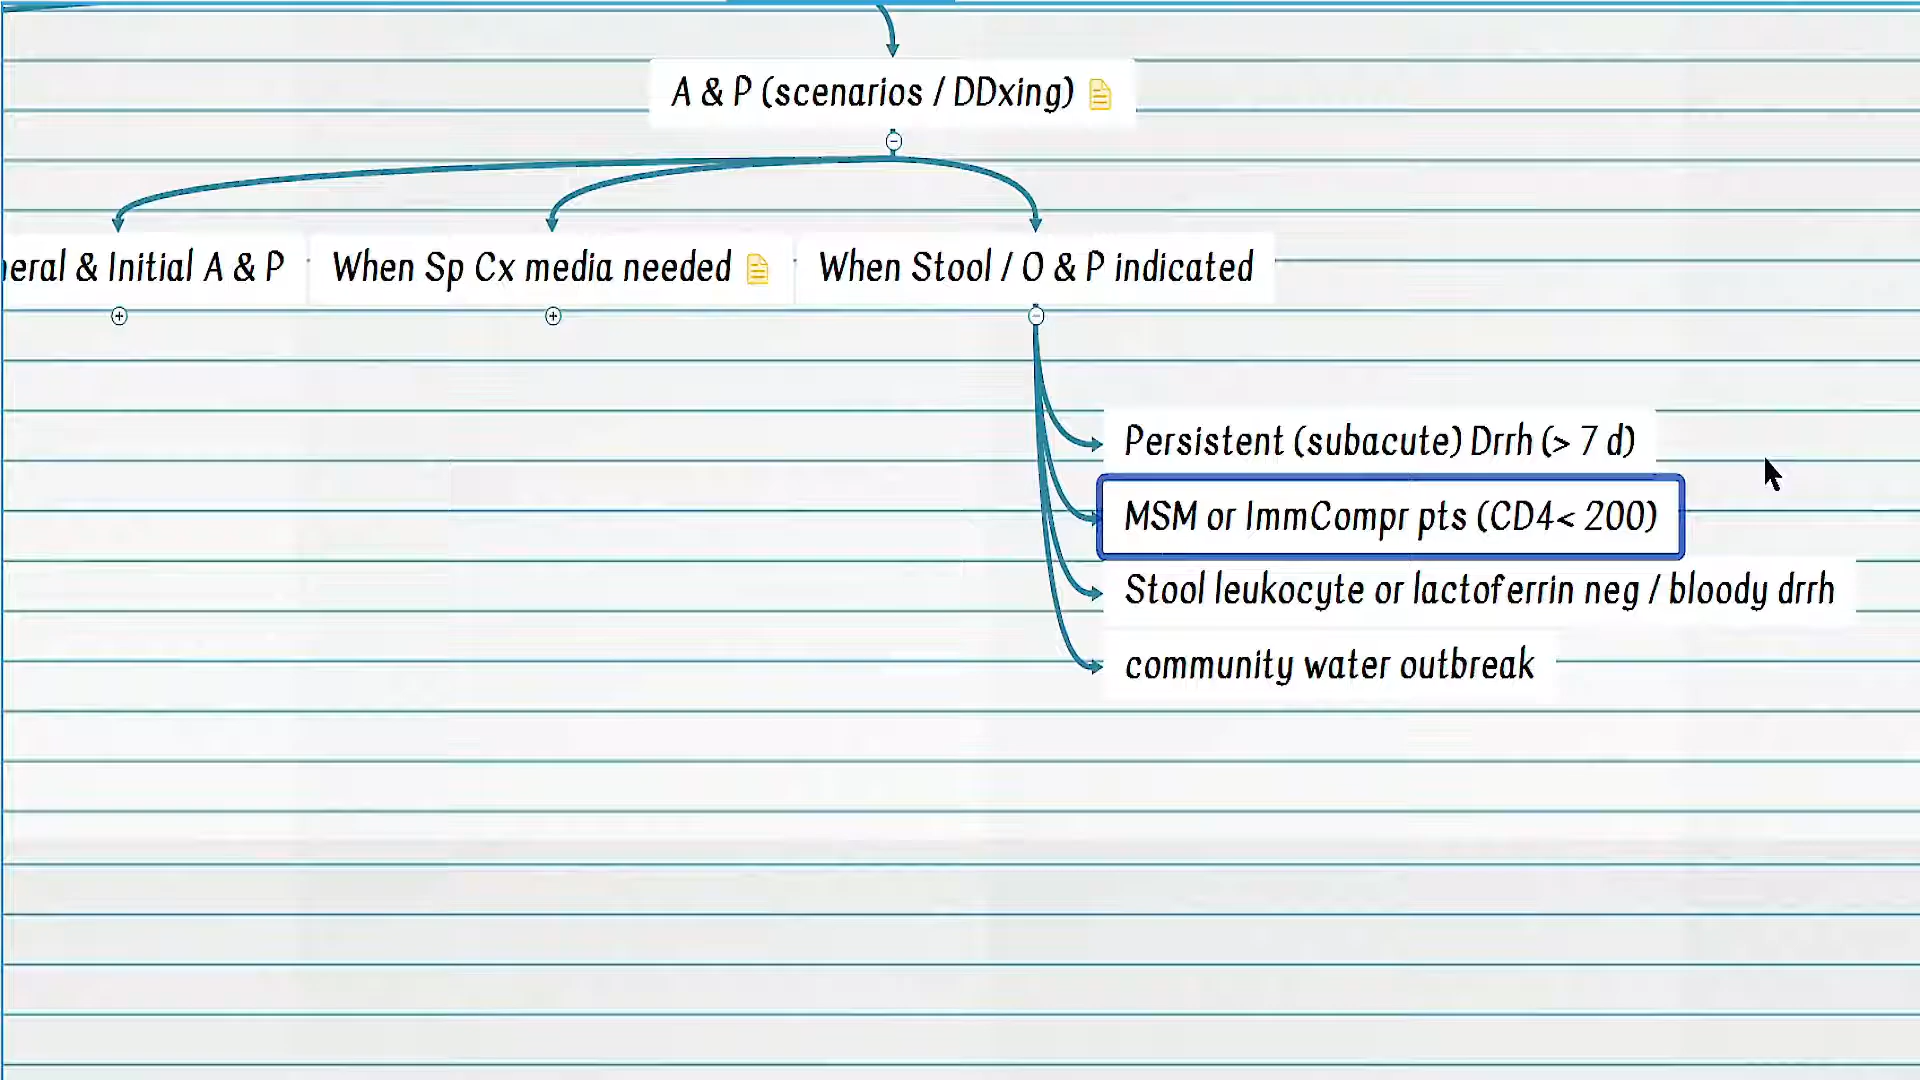 A & P (scenarios / DDxing)
& Initial A & P
When Sp Cx media needed
When Stool / O & P indicated
Persistent (subacute) Drrh (> 7 d)
MSM or ImmCompr pts (CD4< 200)
Stool leukocyte or lactoferrin neg / bloody drrh
community water outbreak